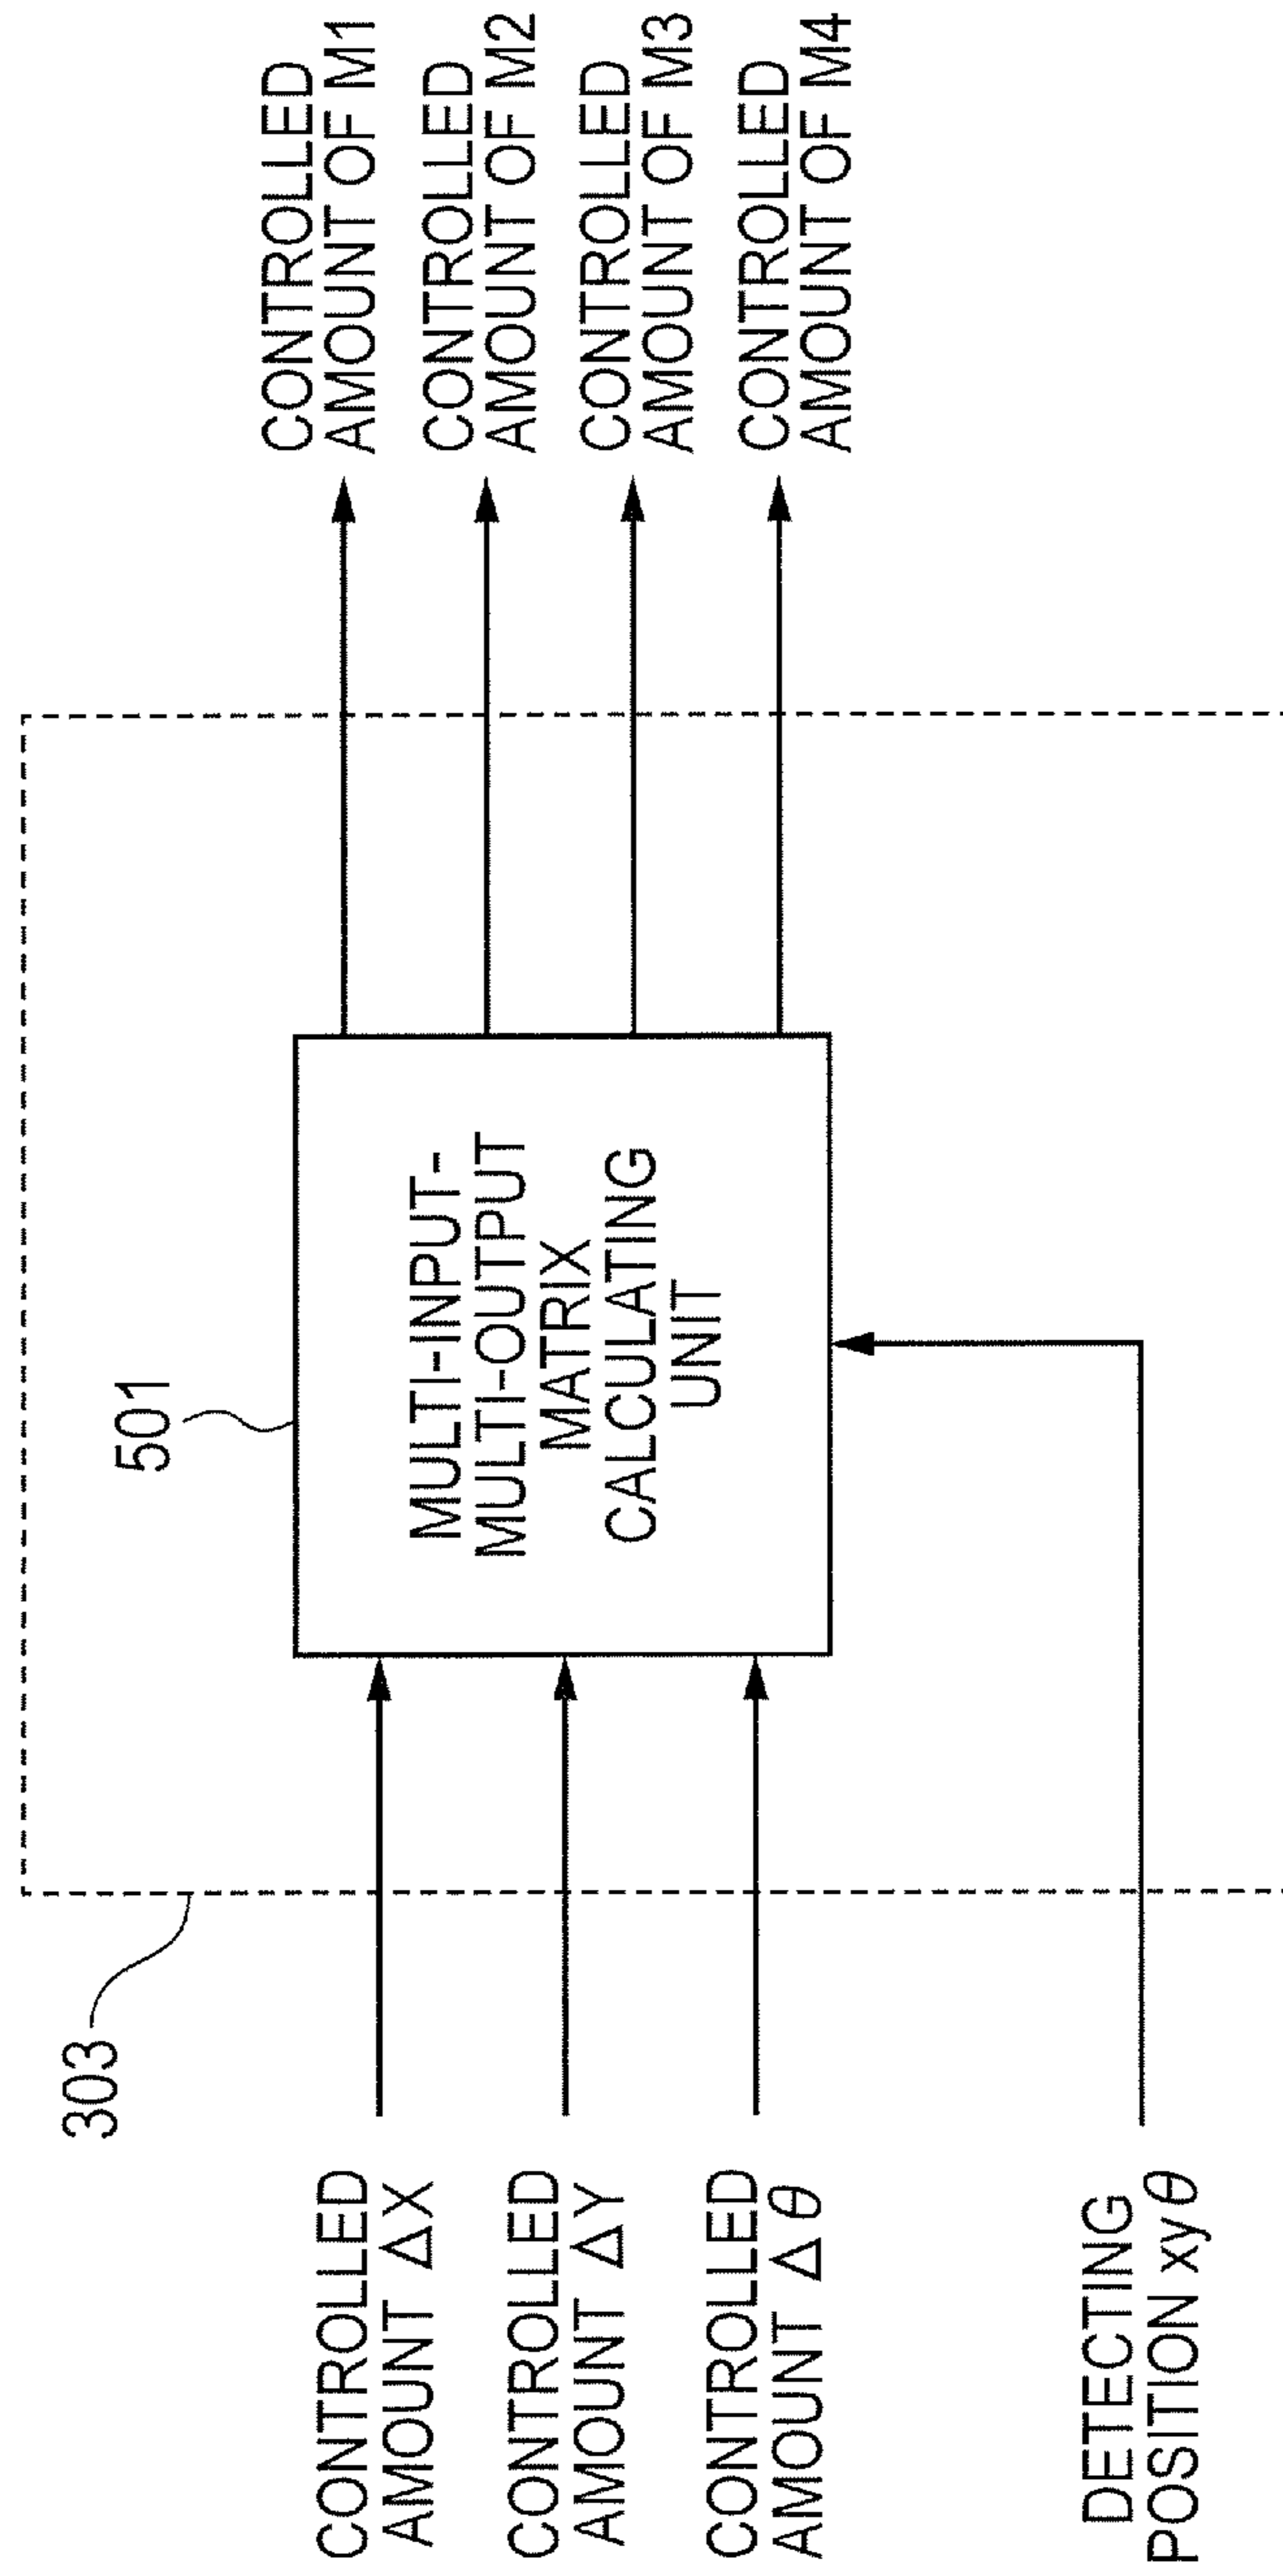 303
501
CONTROLLED
AMOUNT ΔX
CONTROLLED
AMOUNT ΔY
CONTROLLED
AMOUNT Δθ
DETECTING
POSITION xyθ
MULTI-INPUT-
MULTI-OUTPUT
MATRIX
CALCULATING
UNIT
CONTROLLED
AMOUNT OF M1
CONTROLLED
AMOUNT OF M2
CONTROLLED
AMOUNT OF M3
CONTROLLED
AMOUNT OF M4